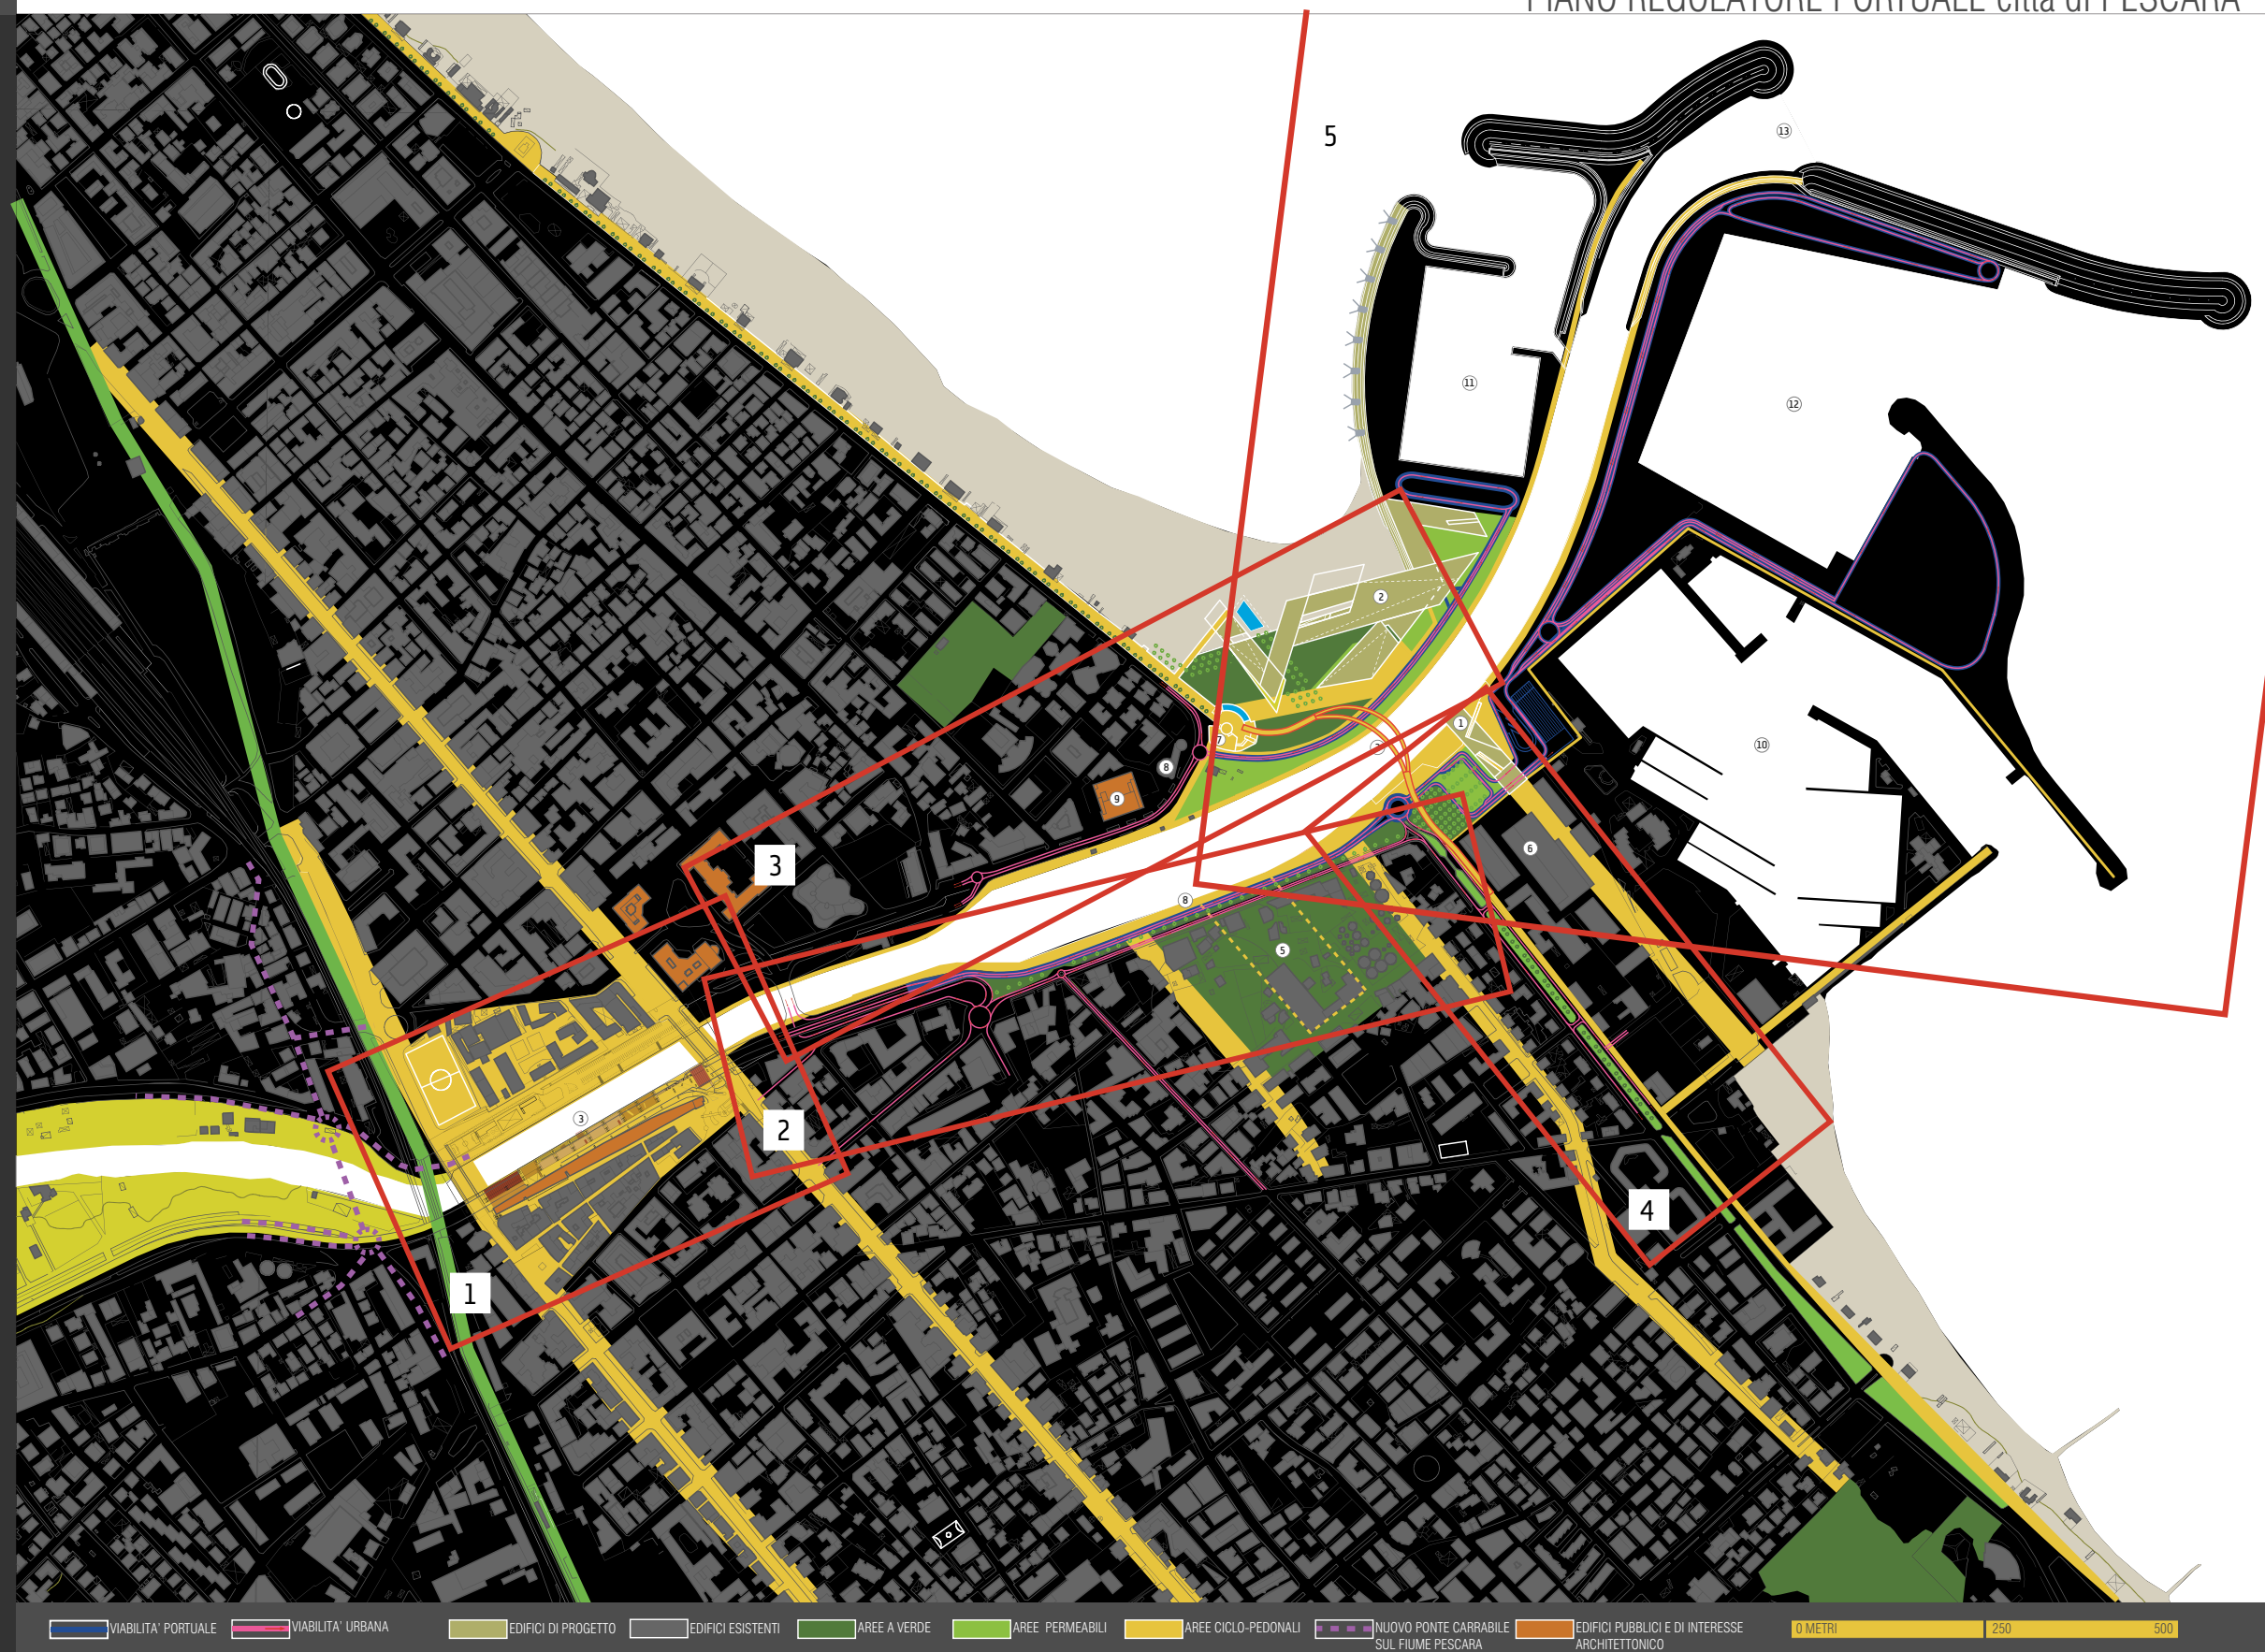 PIANO REGOLATORE PORTUALE città di PESCARA
5
13
11
12
2
1
10
7
8
9
3
6
8
5
3
2
4
1
VIABILITA' PORTUALE
VIABILITA' URBANA
EDIFICI DI PROGETTO
EDIFICI ESISTENTI
AREE A VERDE
AREE PERMEABILI
AREE CICLO-PEDONALI
NUOVO PONTE CARRABILE
SUL FIUME PESCARA
EDIFICI PUBBLICI E DI INTERESSE
ARCHITETTONICO
0 METRI 250 500